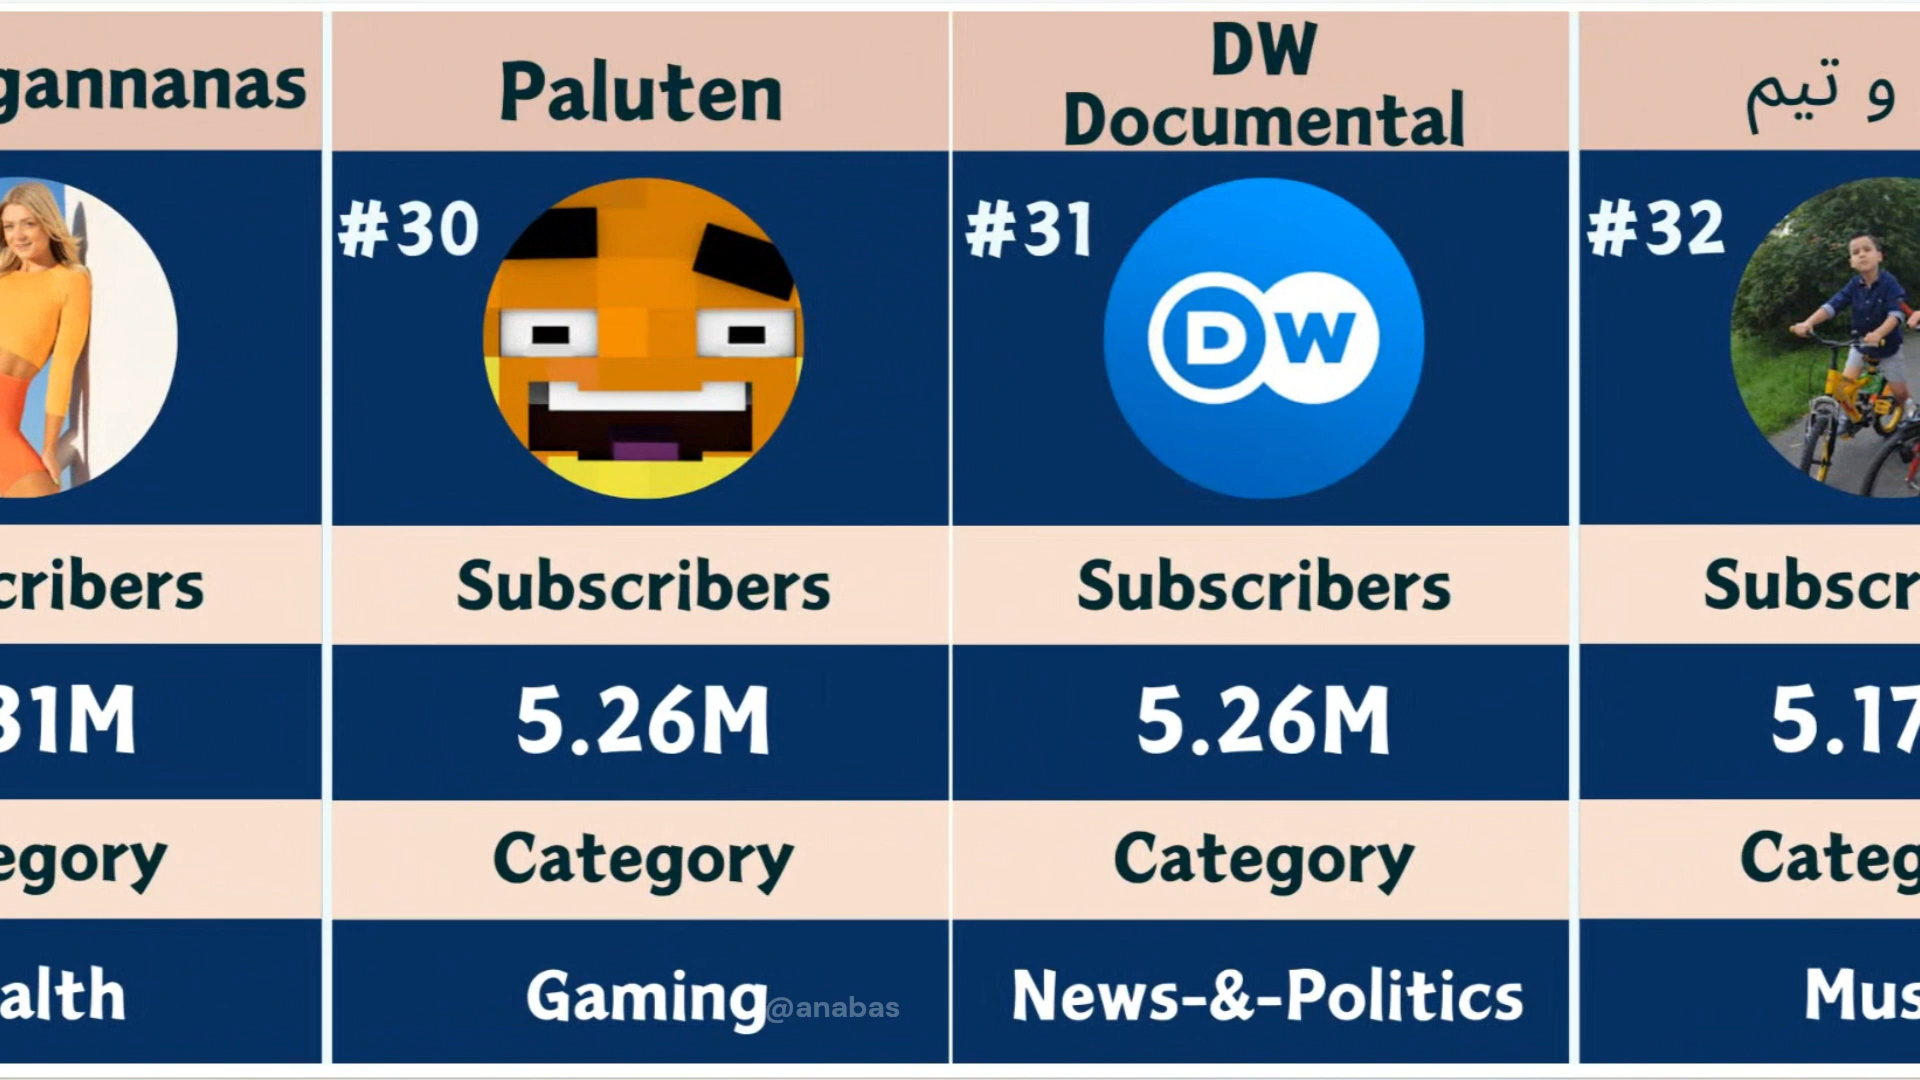 gannanas
Paluten
DW
Documental
و تيم
#30
#31
#32
DW
cribers
Subscribers
Subscribers
Subscr
31M
5.26M
5.26M
5.17
egory
Category
Category
Categ
alth
Gaming
@anabas
News-&-Politics
Mus